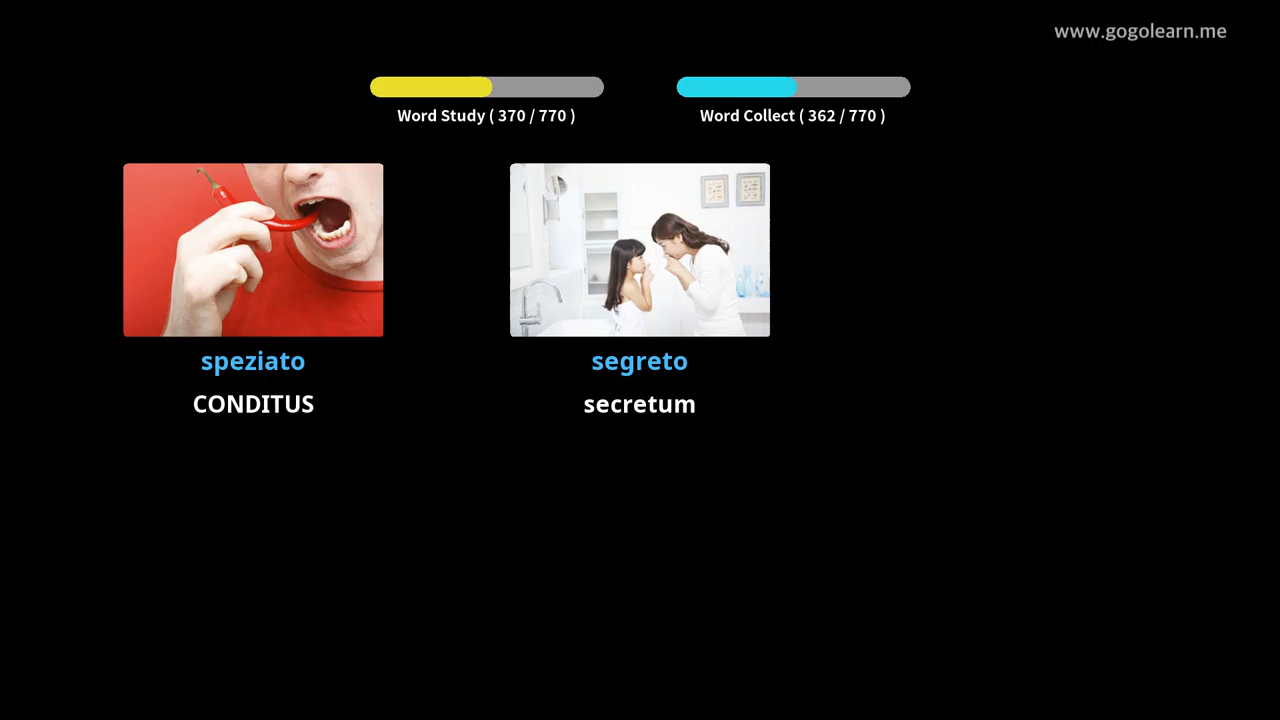 www.gogolearn.me
Word Study ( 370 / 770 )
Word Collect ( 362 / 770 )
speziato
CONDITUS
segreto
secretum